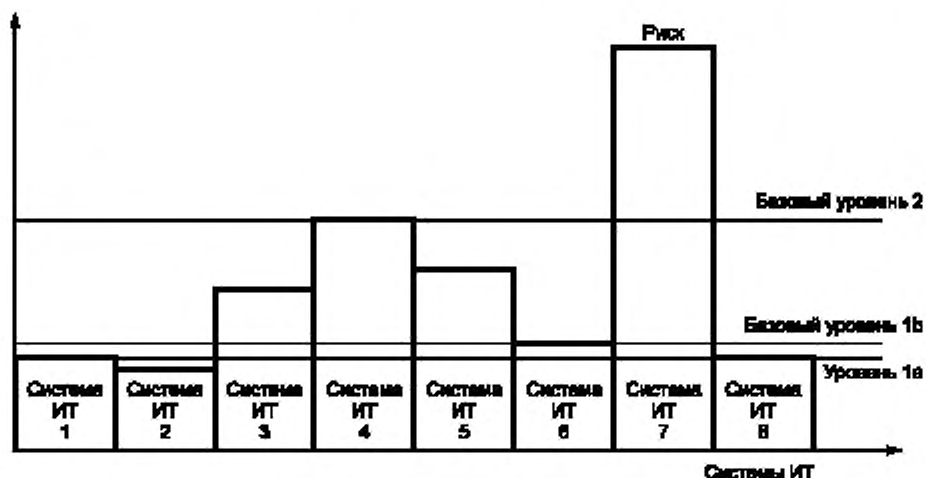 Риск
Базовый уровень 2
Базовый уровень 1b
Уровень 1a
Система ИТ 1
Система ИТ 2
Система ИТ 3
Система ИТ 4
Система ИТ 5
Система ИТ 6
Система ИТ 7
Система ИТ 8
Системы ИТ